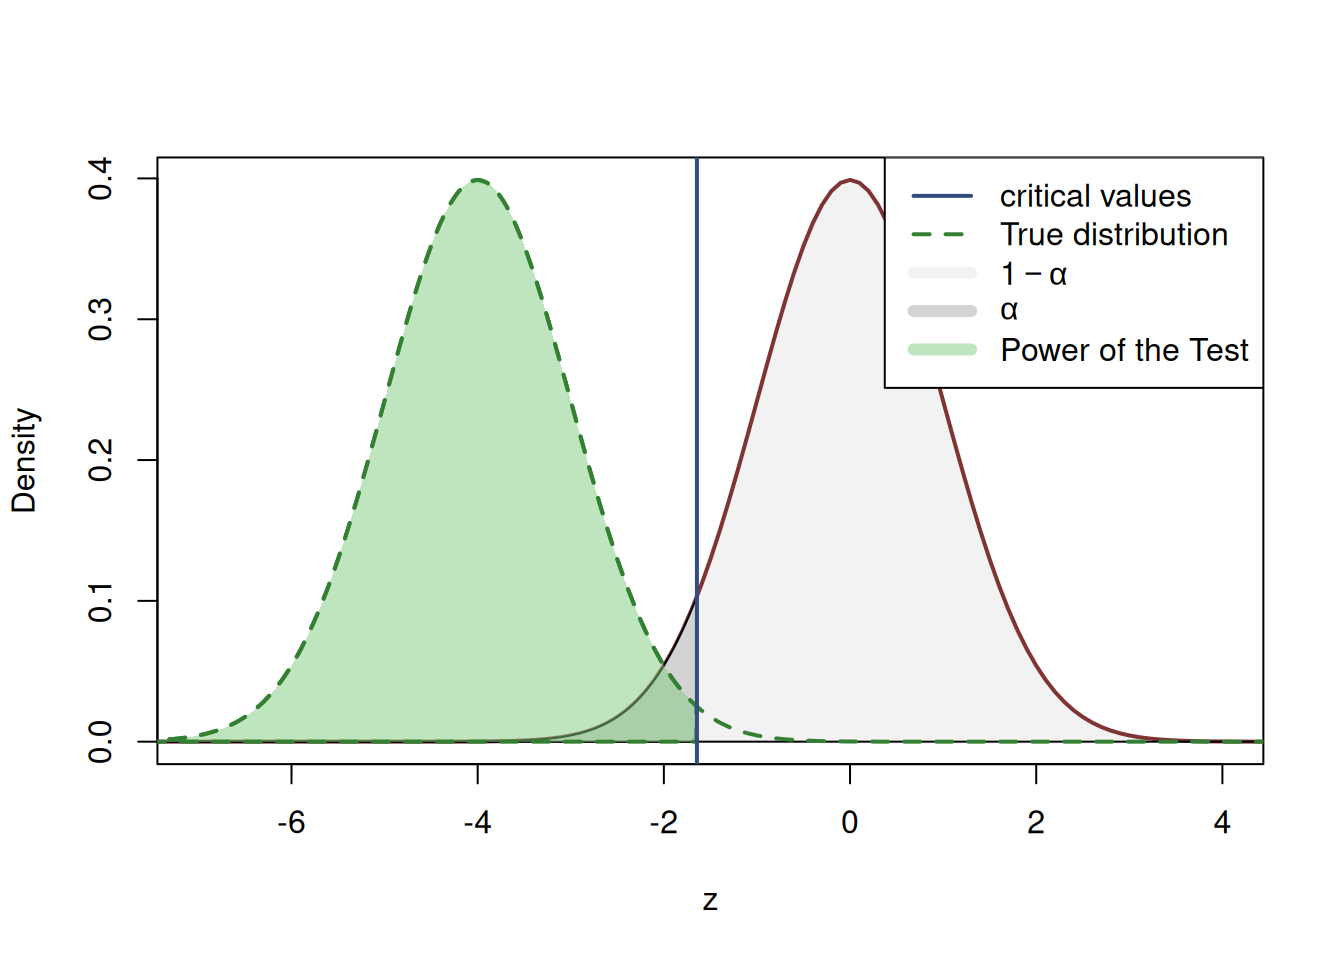 critical values
True distribution
1 − α
α
Power of the Test
Density
0.4
0.3
0.2
0.1
0.0
-6 -4 -2 0 2 4
z